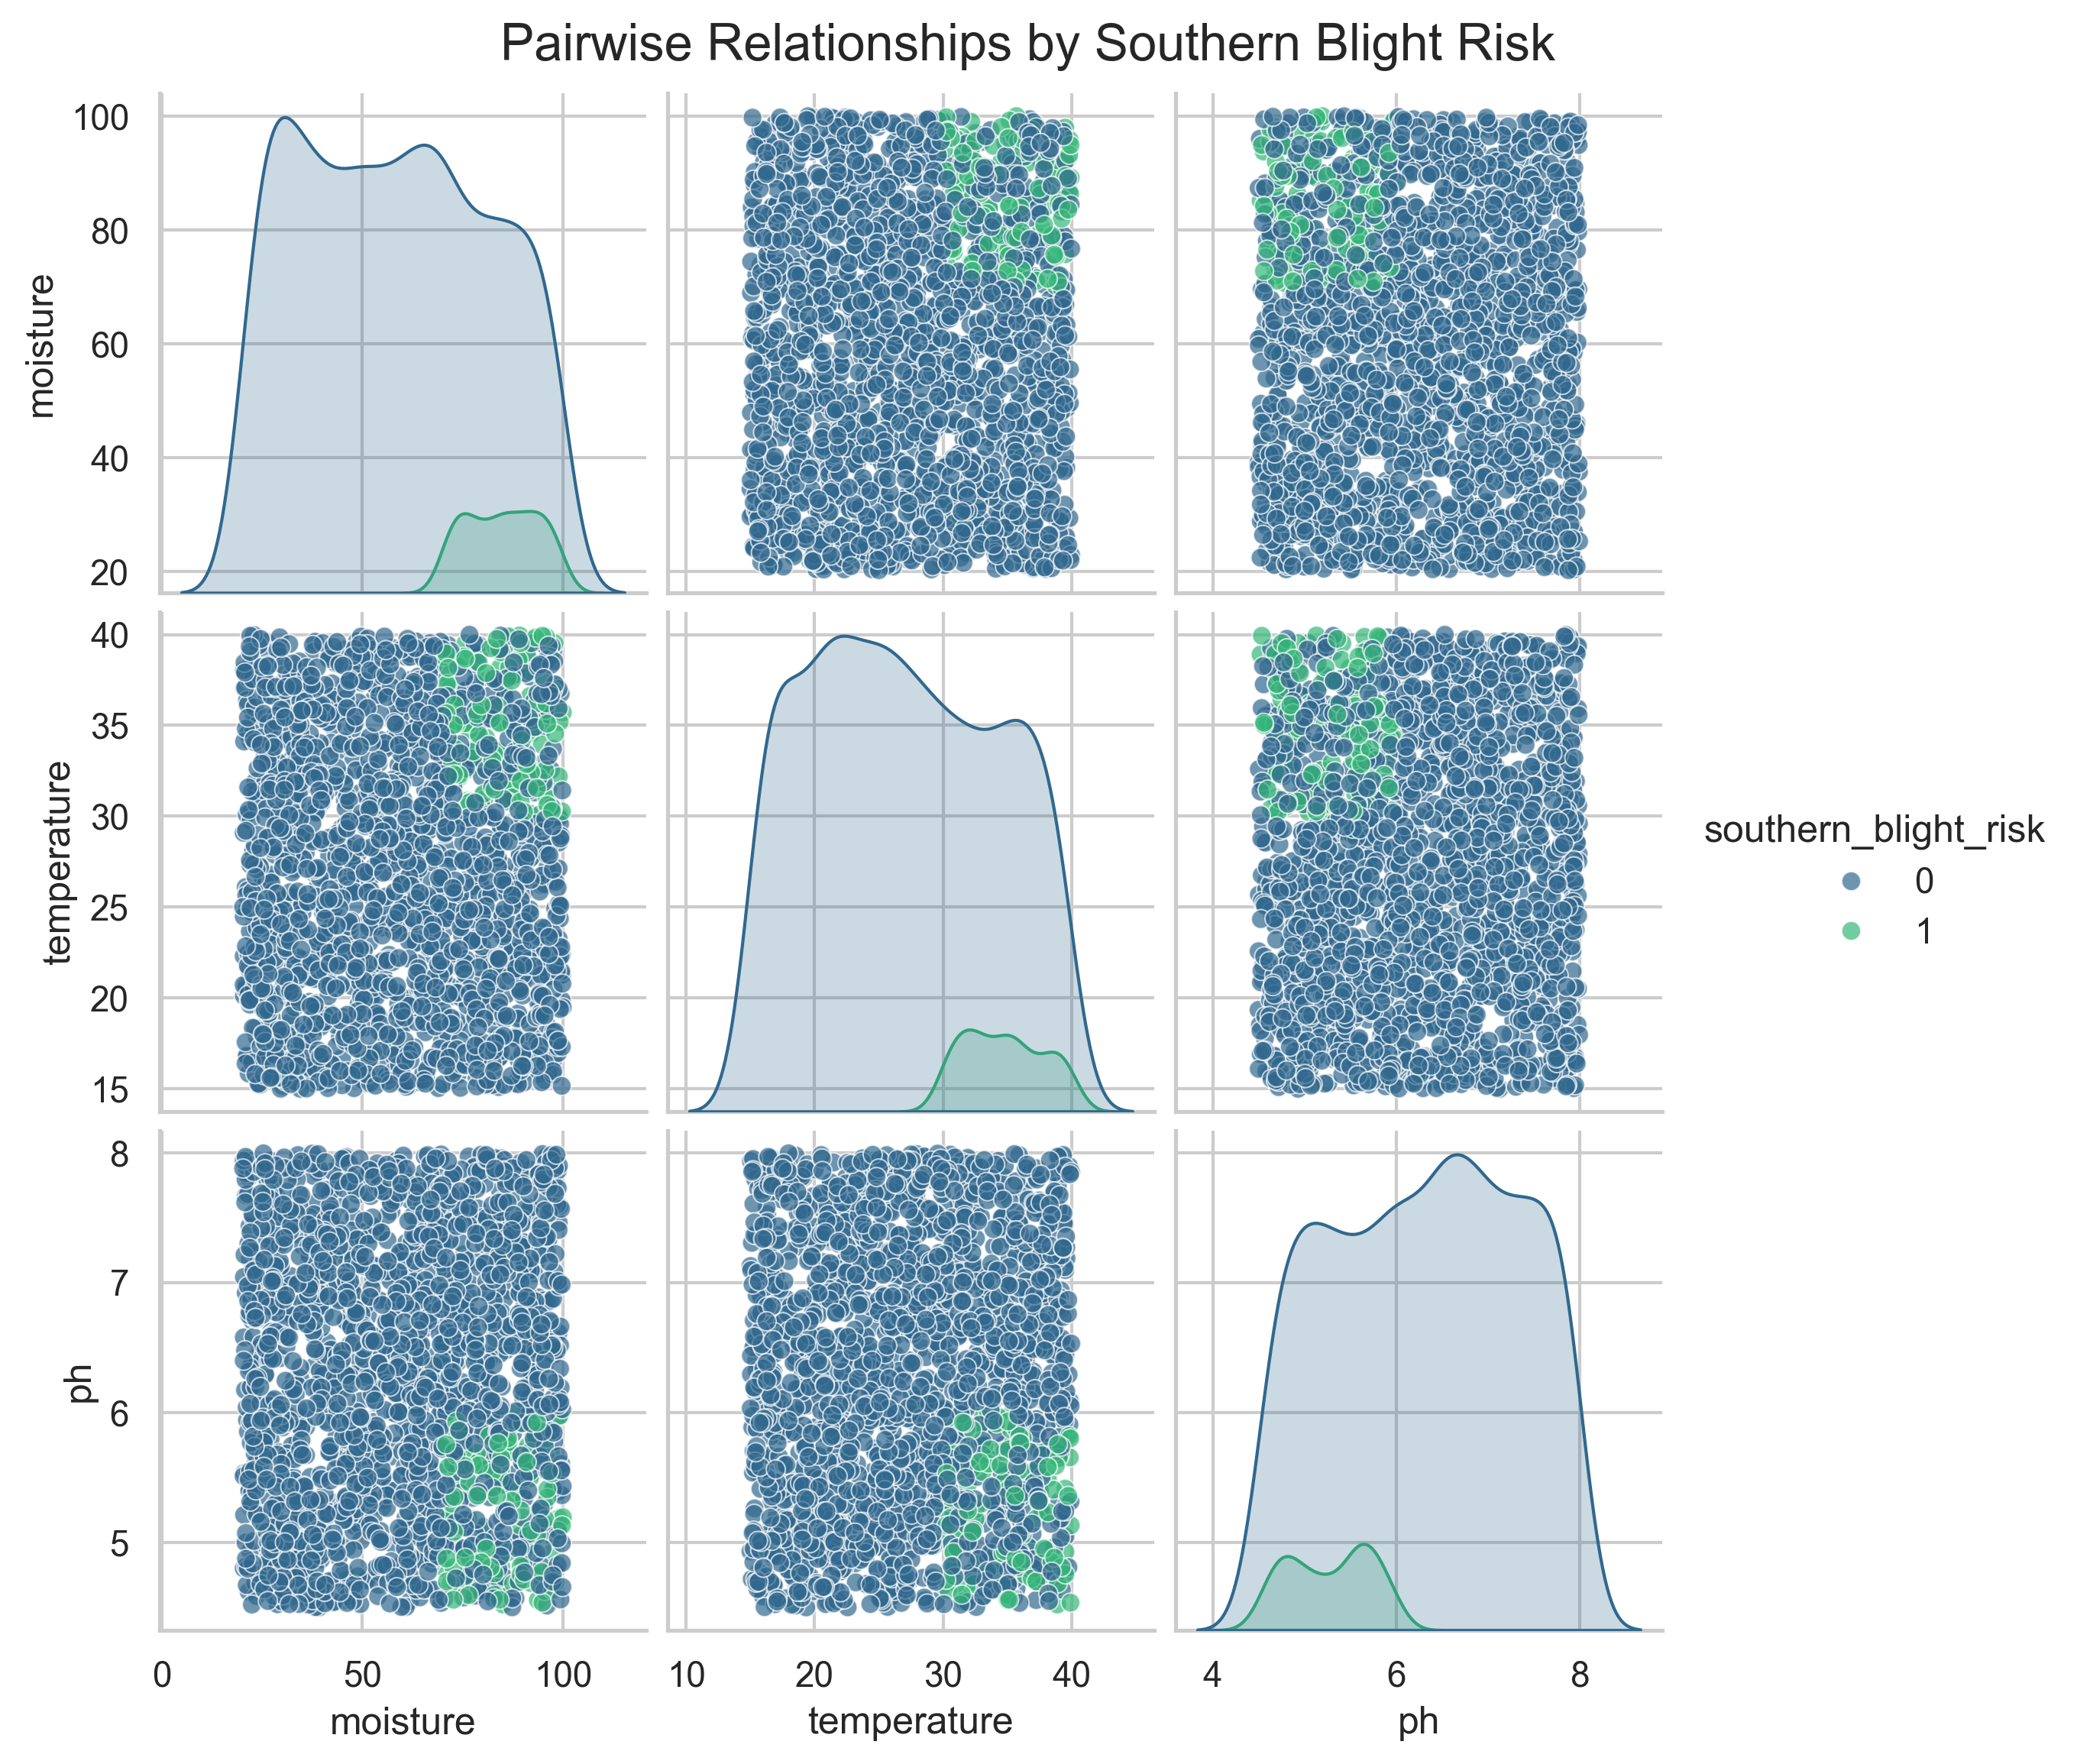 Pairwise Relationships by Southern Blight Risk
100
80
60
40
20
moisture
40
35
30
25
20
15
temperature
8
7
6
5
ph
0 50 100
moisture
10 20 30 40
temperature
4 6 8
ph
southern_blight_risk
0
1